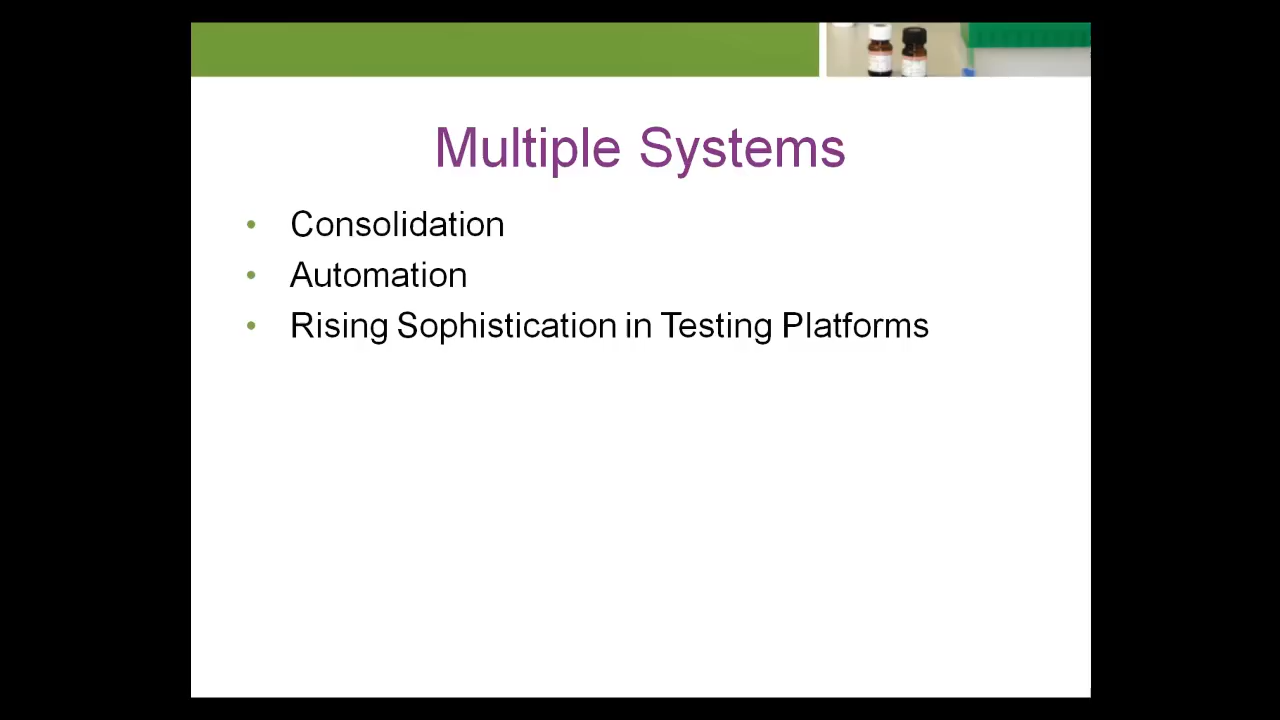 Multiple Systems
• Consolidation
• Automation
• Rising Sophistication in Testing Platforms